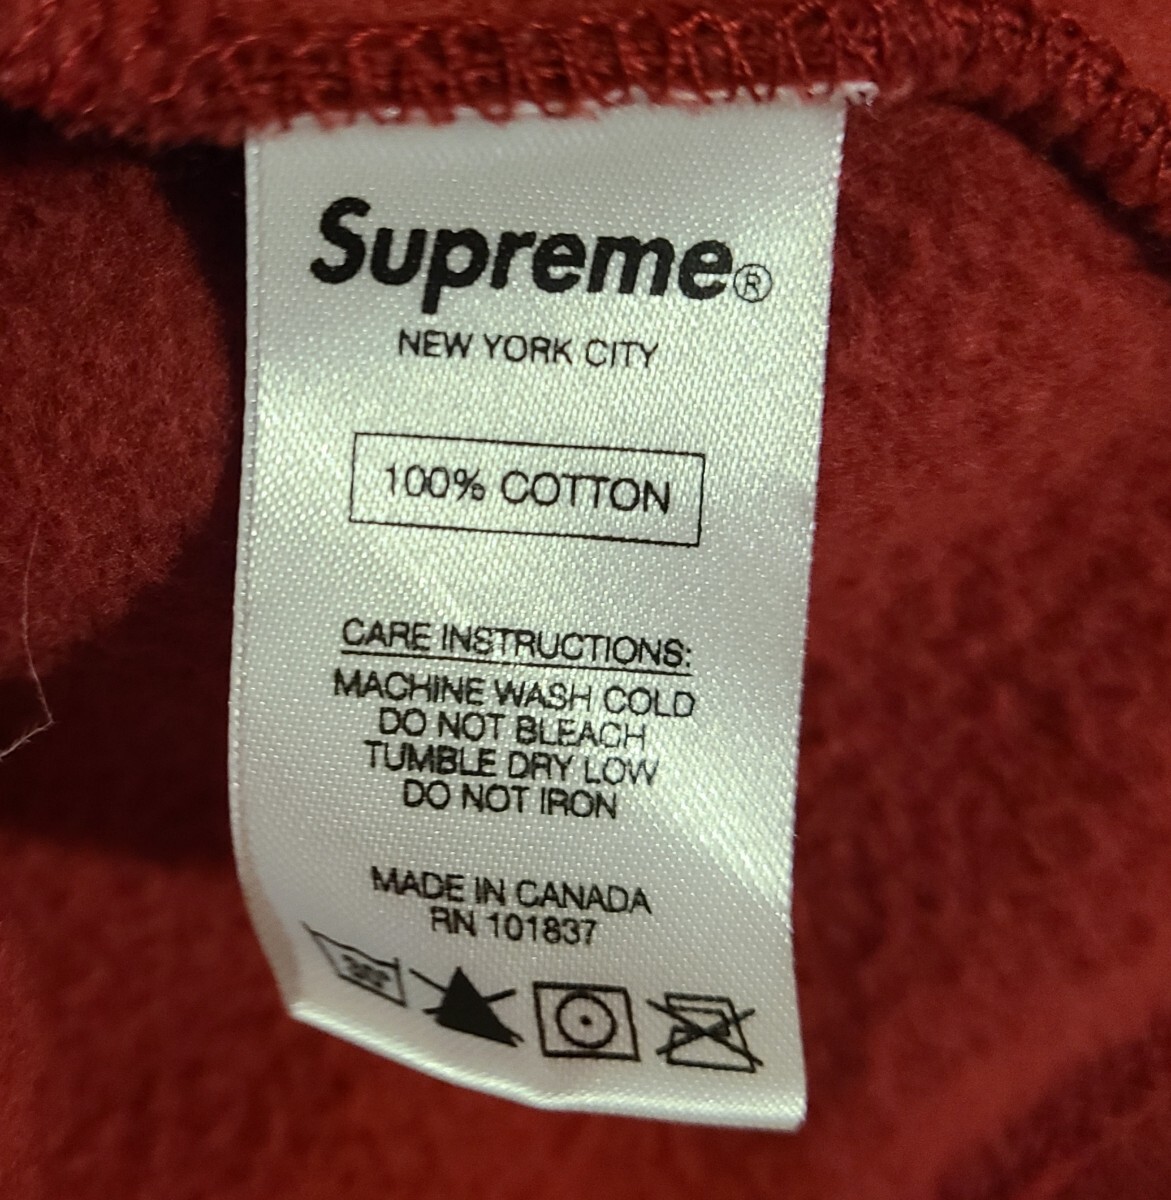 Supreme®
NEW YORK CITY
100% COTTON
CARE INSTRUCTIONS:
MACHINE WASH COLD
DO NOT BLEACH
TUMBLE DRY LOW
DO NOT IRON
MADE IN CANADA
RN 101837
30°